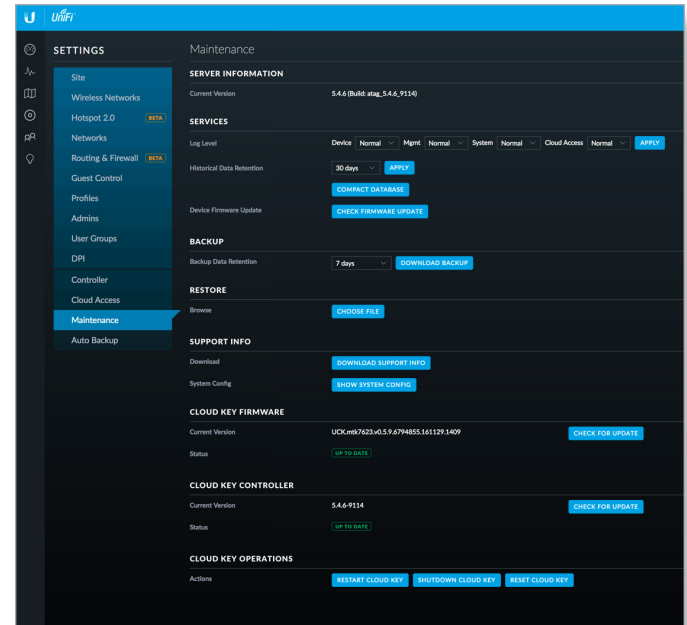 U UniFi
SETTINGS
Site
Wireless Networks
Hotspot 2.0 BETA
Networks
Routing & Firewall BETA
Guest Control
Profiles
Admins
User Groups
DPI
Controller
Cloud Access
Maintenance
Auto Backup
Maintenance
SERVER INFORMATION
Current Version 5.4.6 (Build: atag_5.4.6_9114)
SERVICES
Log Level Device Normal Mgmt Normal System Normal Cloud Access Normal APPLY
Historical Data Retention 30 days APPLY
COMPACT DATABASE
Device Firmware Update CHECK FIRMWARE UPDATE
BACKUP
Backup Data Retention 7 days DOWNLOAD BACKUP
RESTORE
Browse CHOOSE FILE
SUPPORT INFO
Download DOWNLOAD SUPPORT INFO
System Config SHOW SYSTEM CONFIG
CLOUD KEY FIRMWARE
Current Version UCK.mtk7623.v0.5.9.6794855.161129.1409 CHECK FOR UPDATE
Status UP TO DATE
CLOUD KEY CONTROLLER
Current Version 5.4.6-9114 CHECK FOR UPDATE
Status UP TO DATE
CLOUD KEY OPERATIONS
Actions RESTART CLOUD KEY SHUTDOWN CLOUD KEY RESET CLOUD KEY